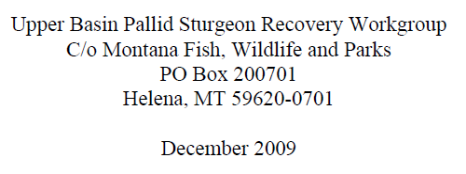 Upper Basin Pallid Sturgeon Recovery Workgroup
C/o Montana Fish, Wildlife and Parks
PO Box 200701
Helena, MT 59620-0701
December 2009